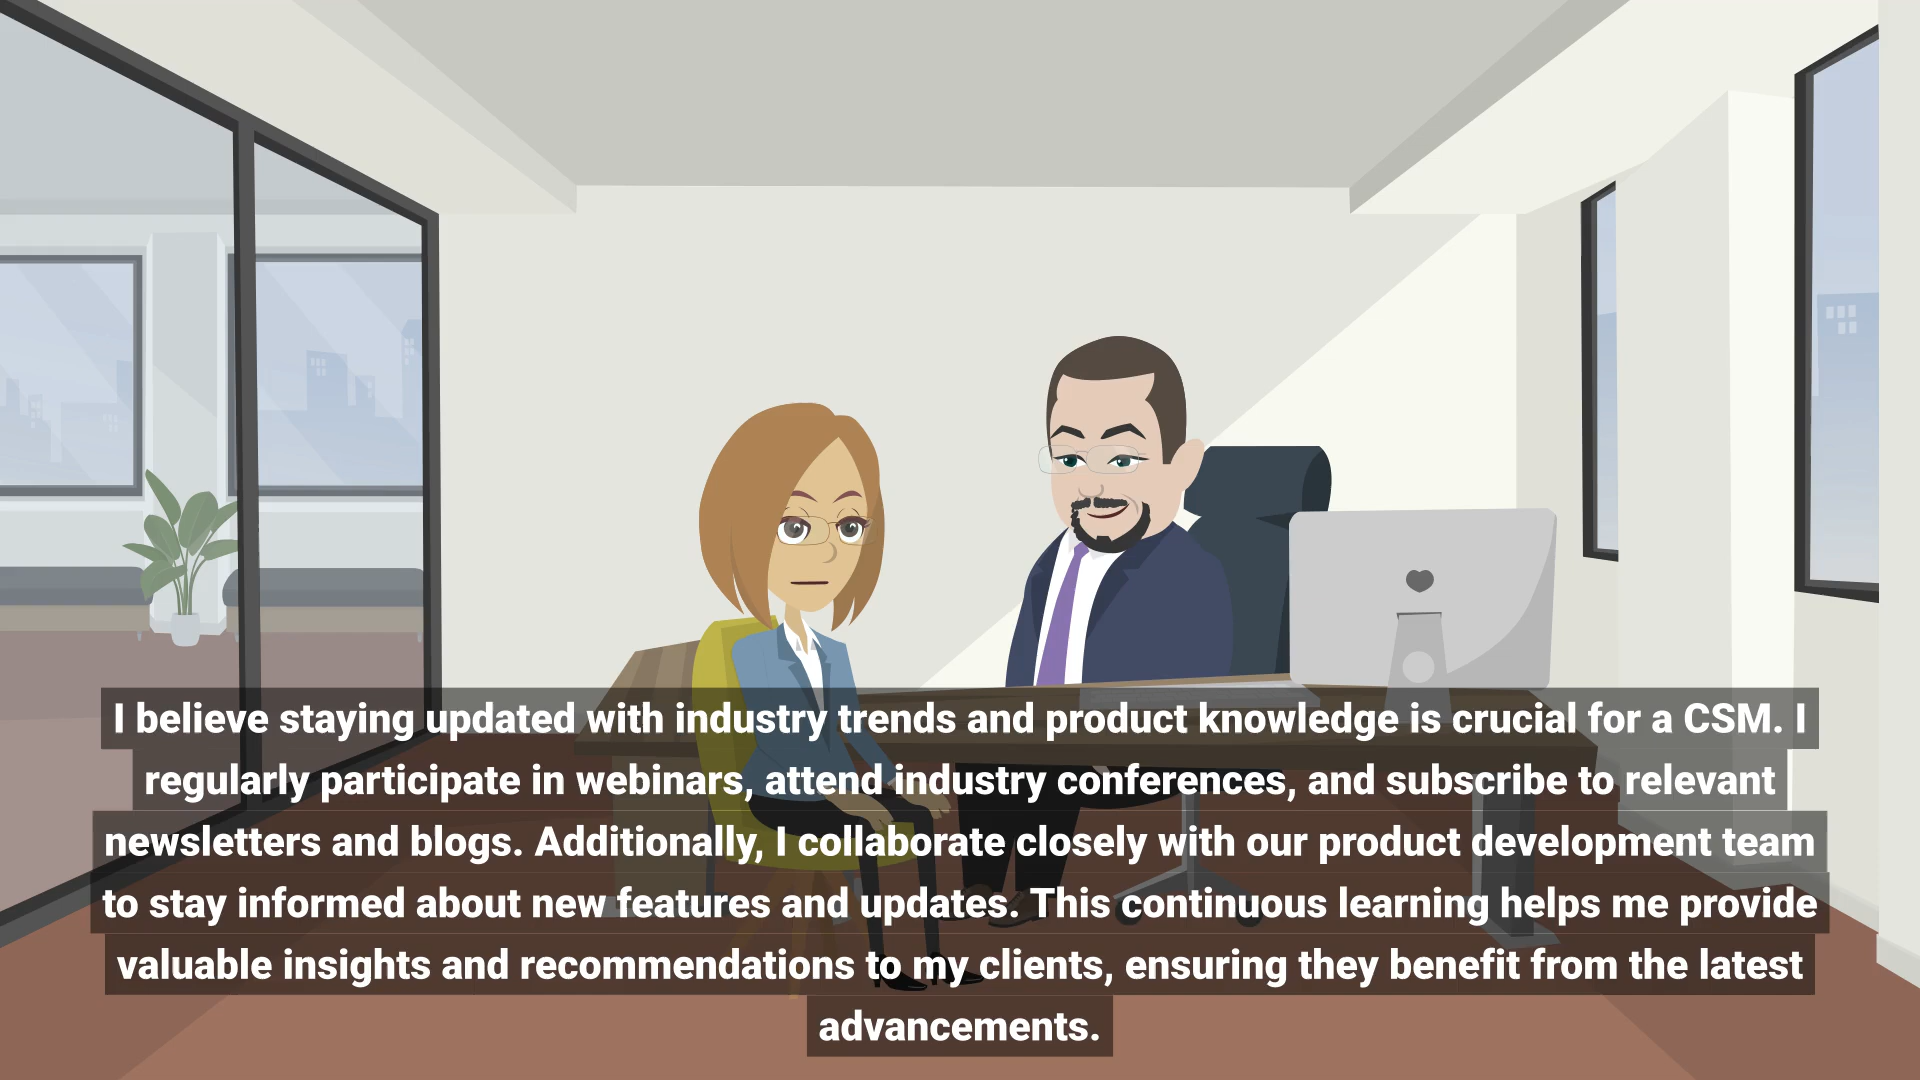 I believe staying updated with industry trends and product knowledge is crucial for a CSM. I
regularly participate in webinars, attend industry conferences, and subscribe to relevant
newsletters and blogs. Additionally, I collaborate closely with our product development team
to stay informed about new features and updates. This continuous learning helps me provide
valuable insights and recommendations to my clients, ensuring they benefit from the latest
advancements.